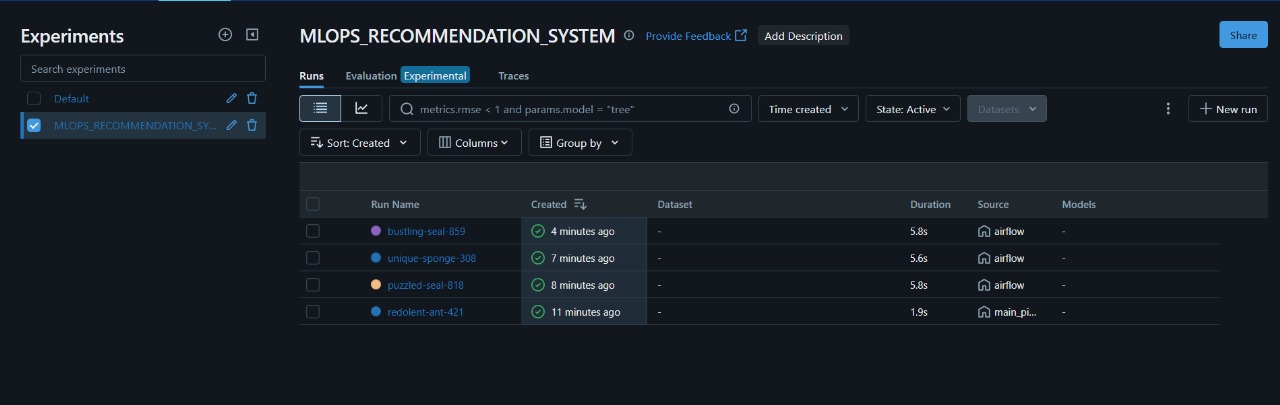 Experiments
Search experiments
Default
MLOPS_RECOMMENDATION_SY...
MLOPS_RECOMMENDATION_SYSTEM Provide Feedback Add Description Share
Runs Evaluation Experimental Traces
metrics.rmse < 1 and params.model = "tree" Time created State: Active Datasets New run
Sort: Created Columns Group by
Run Name Created Dataset Duration Source Models
bustling-seal-859 4 minutes ago - 5.8s airflow -
unique-sponge-308 7 minutes ago - 5.6s airflow -
puzzled-seal-818 8 minutes ago - 5.8s airflow -
redolent-ant-421 11 minutes ago - 1.9s main_pi... -